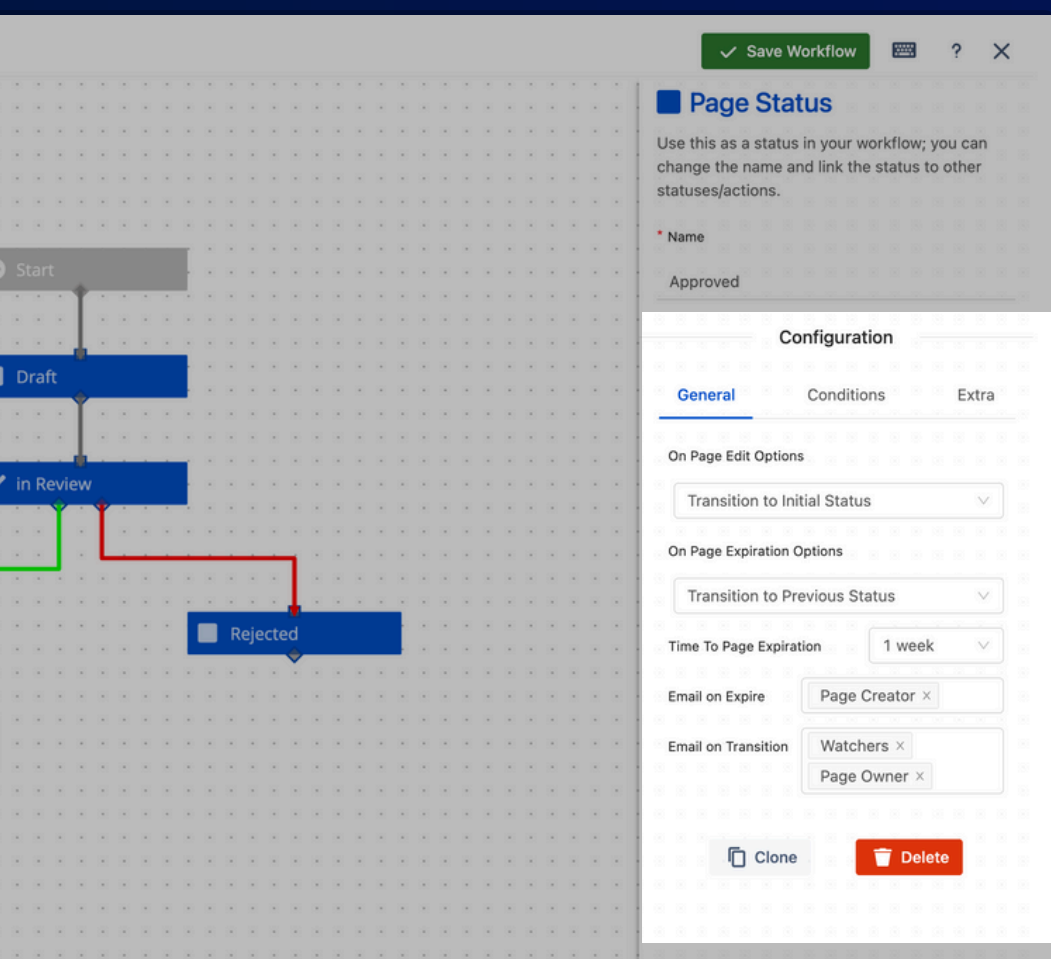 Save Workflow ?
Page Status
Use this as a status in your workflow; you can
change the name and link the status to other
statuses/actions.
* Name
Approved
Start
Draft
in Review
Rejected
Configuration
General Conditions Extra
On Page Edit Options
Transition to Initial Status
On Page Expiration Options
Transition to Previous Status
Time To Page Expiration 1 week
Email on Expire Page Creator ×
Email on Transition Watchers ×
Page Owner ×
Clone Delete